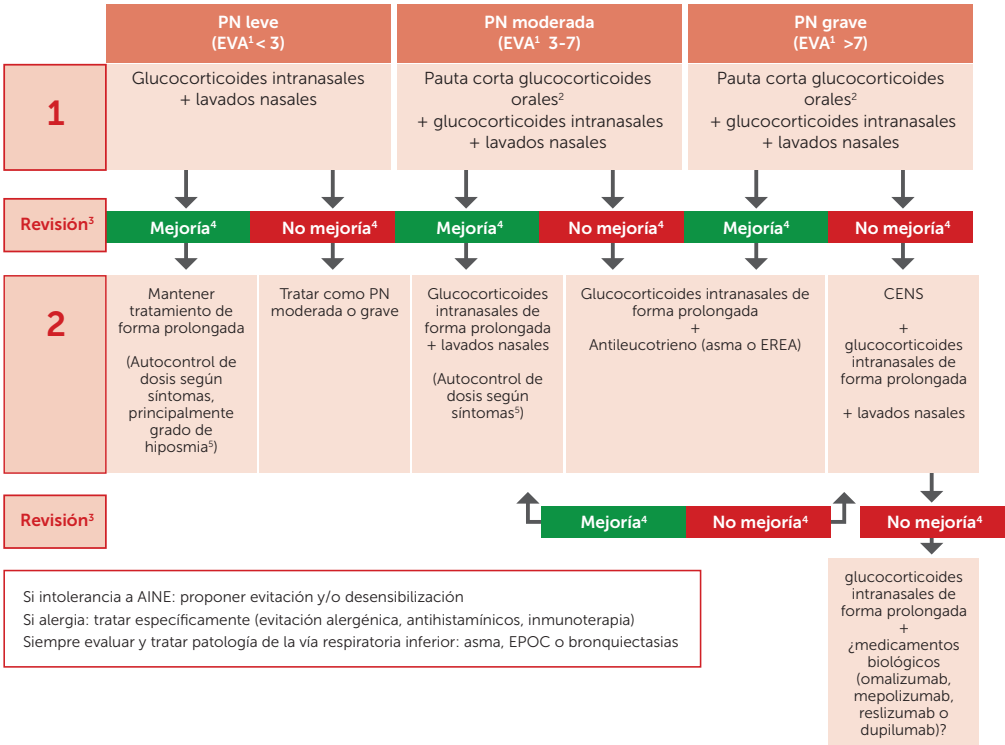 PN leve
(EVA¹ < 3)
PN moderada
(EVA¹ 3-7)
PN grave
(EVA¹ >7)
1
Glucocorticoides intranasales
+ lavados nasales
Pauta corta glucocorticoides
orales²
+ glucocorticoides intranasales
+ lavados nasales
Pauta corta glucocorticoides
orales²
+ glucocorticoides intranasales
+ lavados nasales
Revisión³
Mejoría⁴
No mejoría⁴
Mejoría⁴
No mejoría⁴
Mejoría⁴
No mejoría⁴
2
Mantener
tratamiento de
forma prolongada
(Autocontrol de
dosis según
síntomas,
principalmente
grado de
hiposmia⁵)
Tratar como PN
moderada o grave
Glucocorticoides
intranasales de
forma prolongada
+ lavados nasales
(Autocontrol de
dosis según
síntomas⁵)
Glucocorticoides intranasales de
forma prolongada
+
Antileucotrieno (asma o EREA)
CENS
+
glucocorticoides
intranasales de
forma prolongada
+ lavados nasales
Revisión³
Mejoría⁴
No mejoría⁴
No mejoría⁴
glucocorticoides
intranasales de
forma prolongada
+
¿medicamentos
biológicos
(omalizumab,
mepolizumab,
reslizumab o
dupilumab)?
Si intolerancia a AINE: proponer evitación y/o desensibilización
Si alergia: tratar específicamente (evitación alergénica, antihistamínicos, inmunoterapia)
Siempre evaluar y tratar patología de la vía respiratoria inferior: asma, EPOC o bronquiectasias